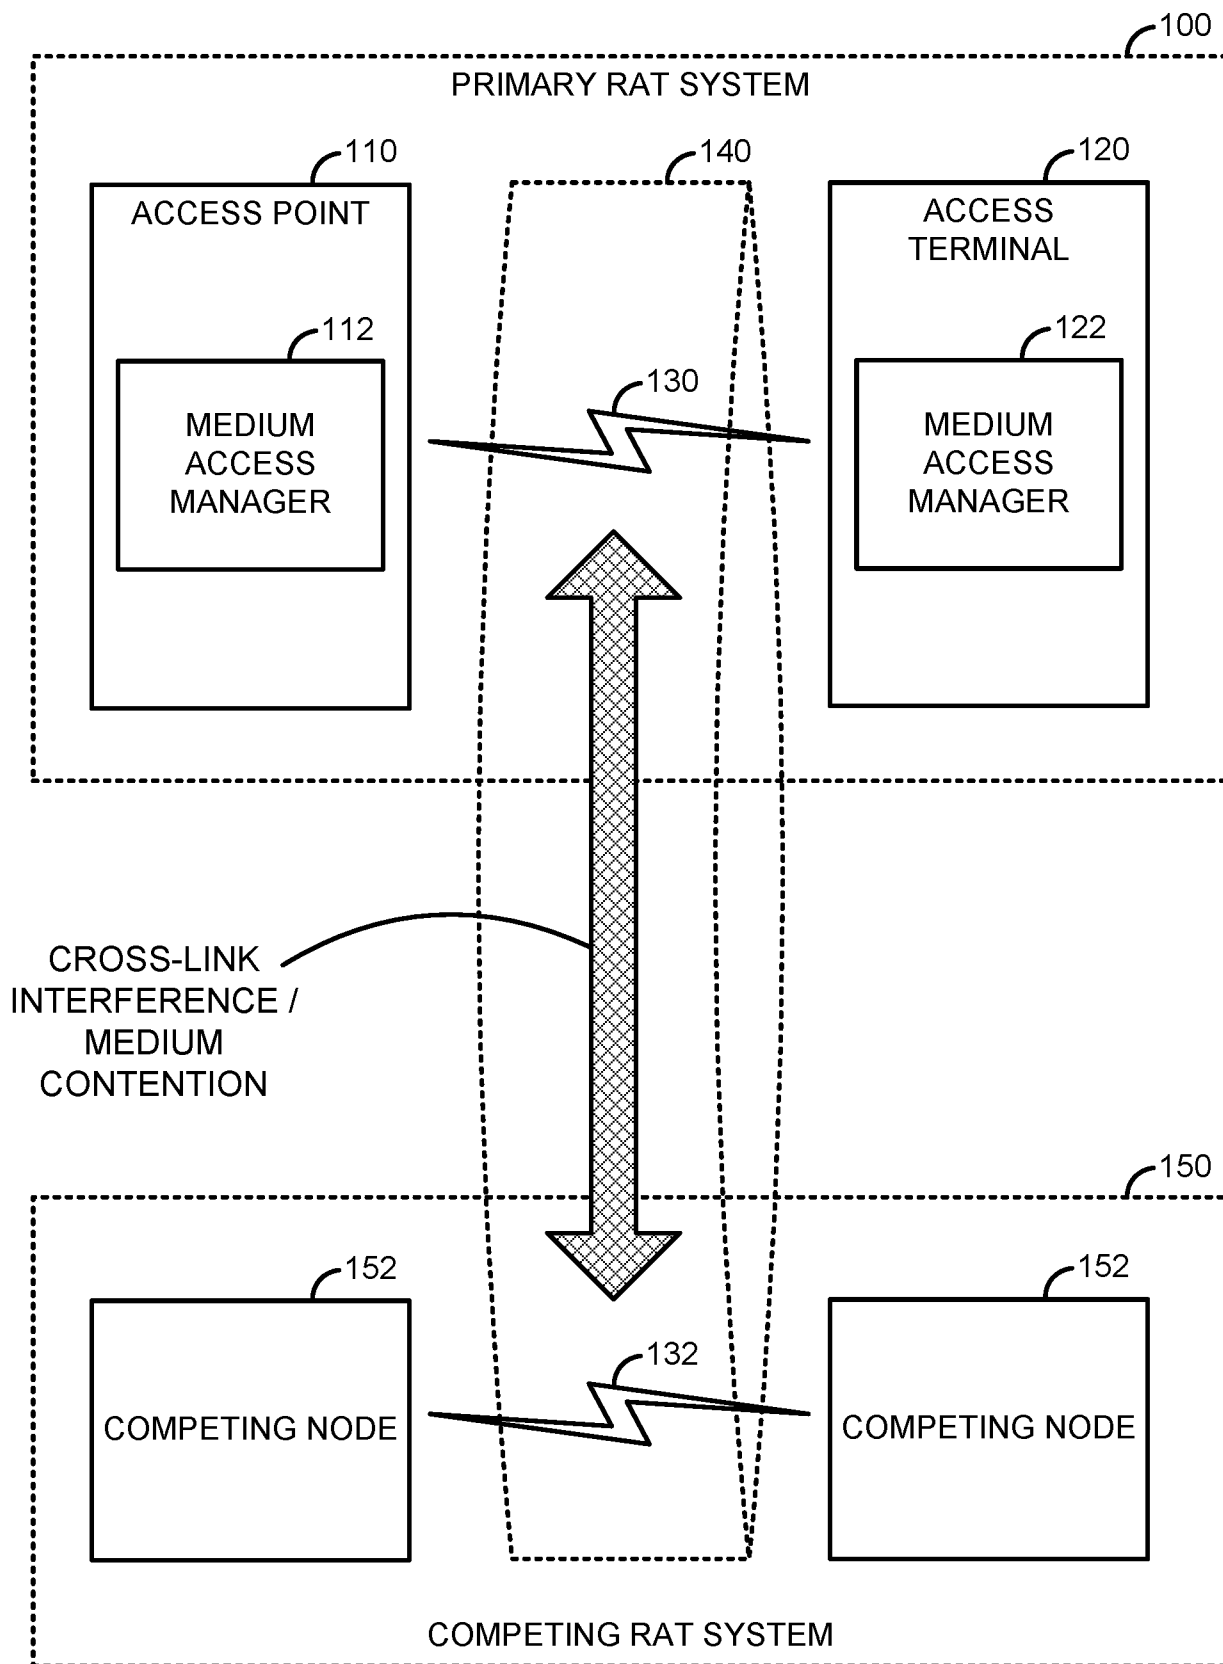 100
PRIMARY RAT SYSTEM
110
140
120
ACCESS POINT
ACCESS
TERMINAL
112
122
130
MEDIUM
ACCESS
MANAGER
MEDIUM
ACCESS
MANAGER
CROSS-LINK
INTERFERENCE /
MEDIUM
CONTENTION
150
152
152
132
COMPETING NODE
COMPETING NODE
COMPETING RAT SYSTEM